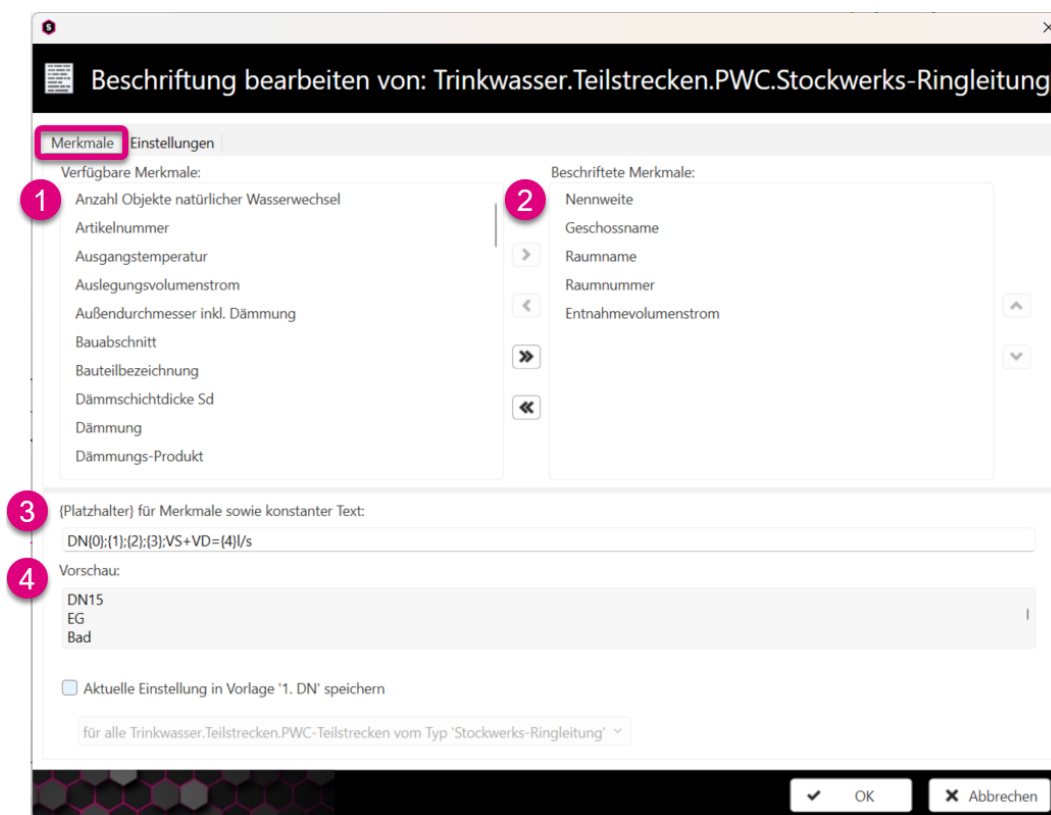 Beschriftung bearbeiten von: Trinkwasser.Teilstrecken.PWC.Stockwerks-Ringleitung
Merkmale Einstellungen
Verfügbare Merkmale:
1
Anzahl Objekte natürlicher Wasserwechsel
Artikelnummer
Ausgangstemperatur
Auslegungsvolumenstrom
Außendurchmesser inkl. Dämmung
Bauabschnitt
Bauteilbezeichnung
Dämmschichtdicke Sd
Dämmung
Dämmungs-Produkt
Beschriftete Merkmale:
2
Nennweite
Geschossname
Raumname
Raumnummer
Entnahmevolumenstrom
3
{Platzhalter} für Merkmale sowie konstanter Text:
DN{0};{1};{2};{3};VS+VD={4}l/s
4
Vorschau:
DN15
EG
Bad
Aktuelle Einstellung in Vorlage '1. DN' speichern
für alle Trinkwasser.Teilstrecken.PWC-Teilstrecken vom Typ 'Stockwerks-Ringleitung'
OK
Abbrechen